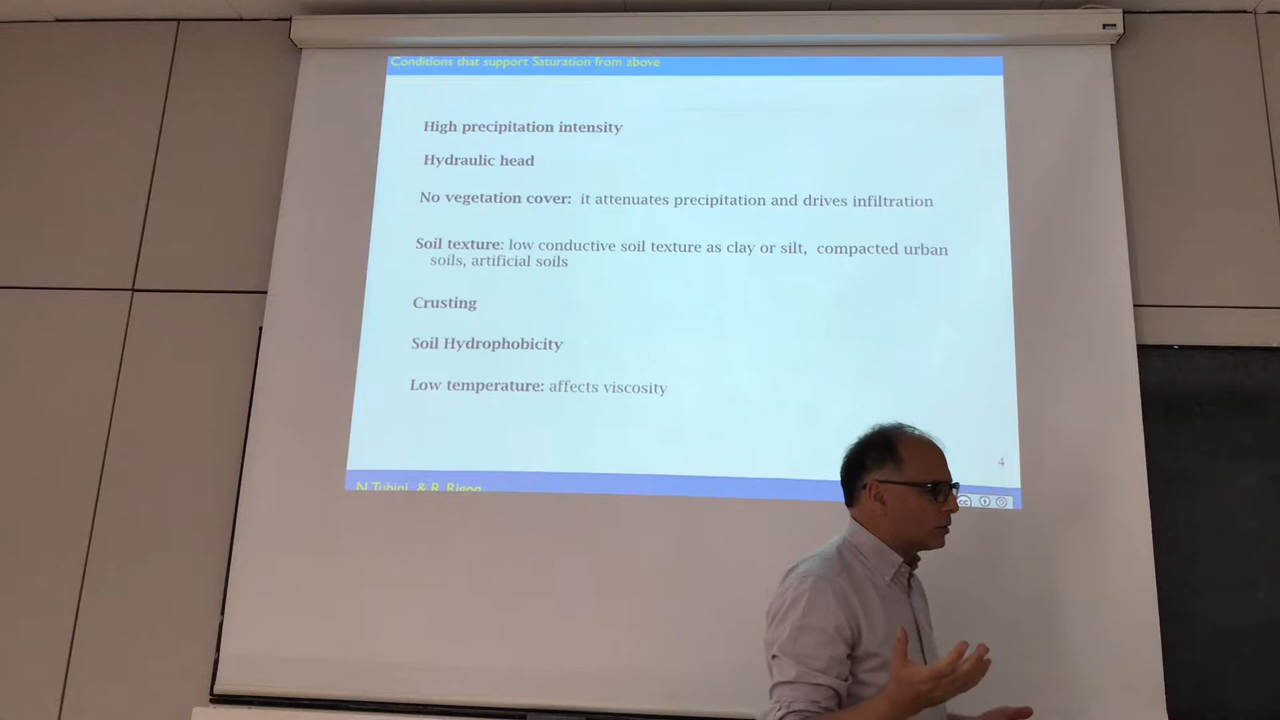 Conditions that support Saturation from above
High precipitation intensity
Hydraulic head
No vegetation cover: it attenuates precipitation and drives infiltration
Soil texture: low conductive soil texture as clay or silt, compacted urban
soils, artificial soils
Crusting
Soil Hydrophobicity
Low temperature: affects viscosity
4
N Tubini & R. Rigon
cc